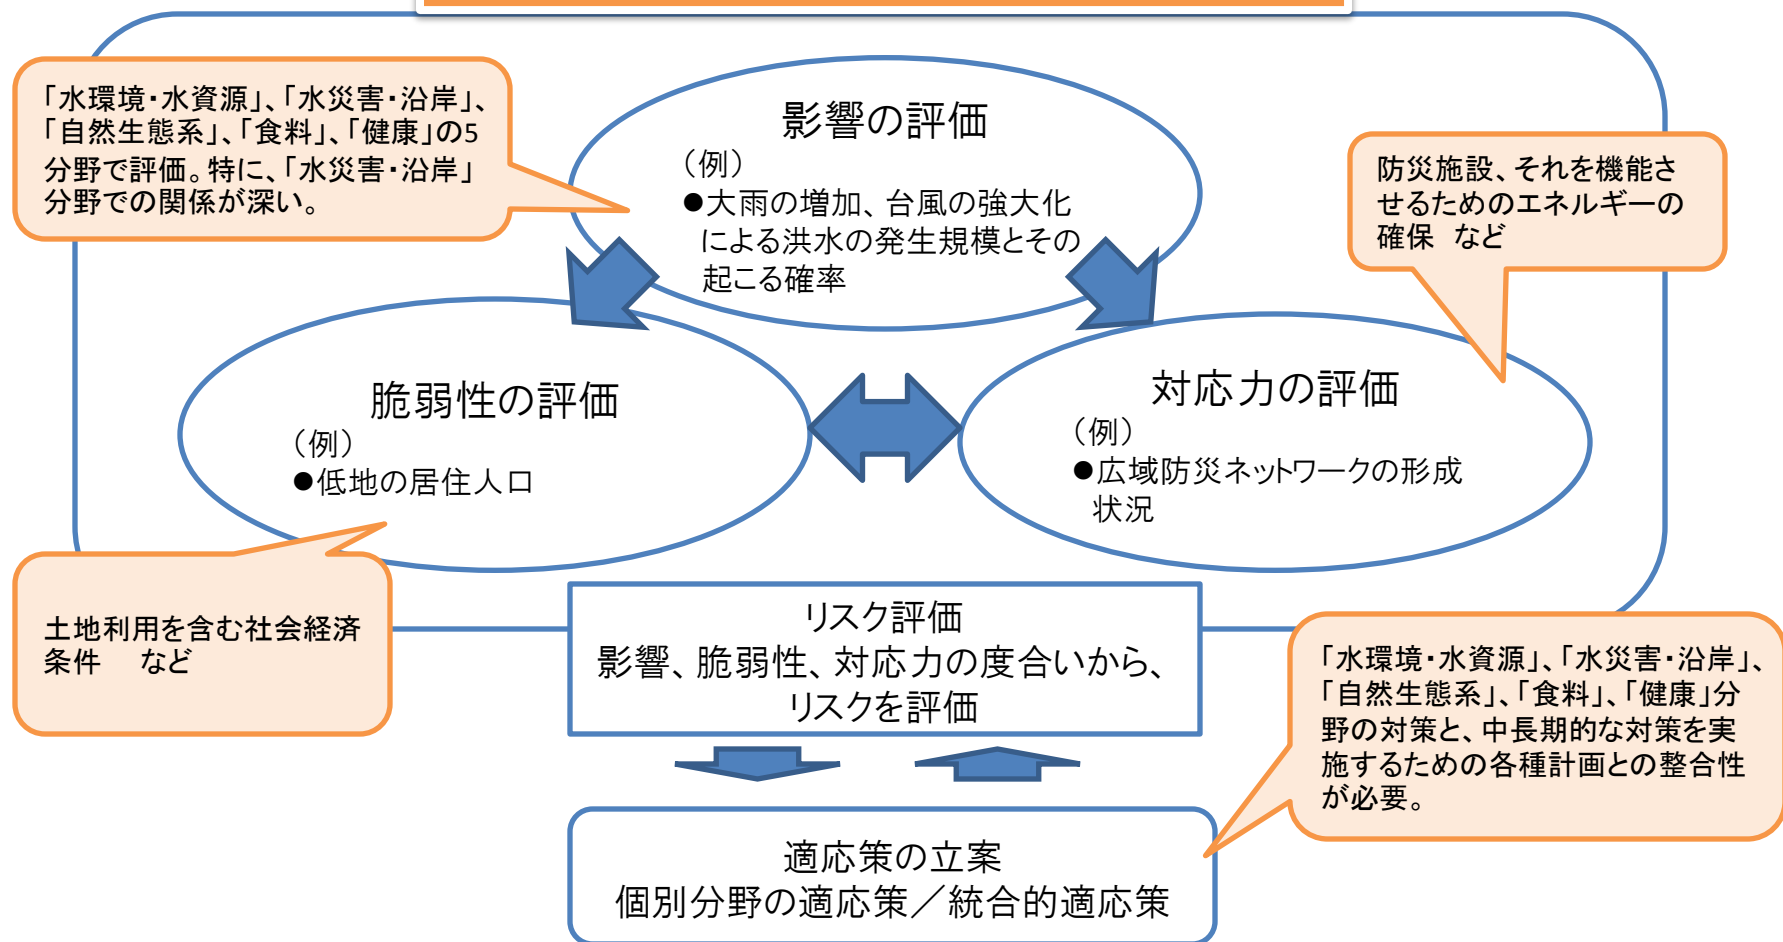 「水環境・水資源」、「水災害・沿岸」、
「自然生態系」、「食料」、「健康」の5
分野で評価。特に、「水災害・沿岸」
分野での関係が深い。
影響の評価
（例）
●大雨の増加、台風の強大化
による洪水の発生規模とその
起こる確率
防災施設、それを機能さ
せるためのエネルギーの
確保　など
脆弱性の評価
（例）
●低地の居住人口
対応力の評価
（例）
●広域防災ネットワークの形成
状況
土地利用を含む社会経済
条件　など
リスク評価
影響、脆弱性、対応力の度合いから、
リスクを評価
「水環境・水資源」、「水災害・沿岸」、
「自然生態系」、「食料」、「健康」分
野の対策と、中長期的な対策を実
施するための各種計画との整合性
が必要。
適応策の立案
個別分野の適応策／統合的適応策